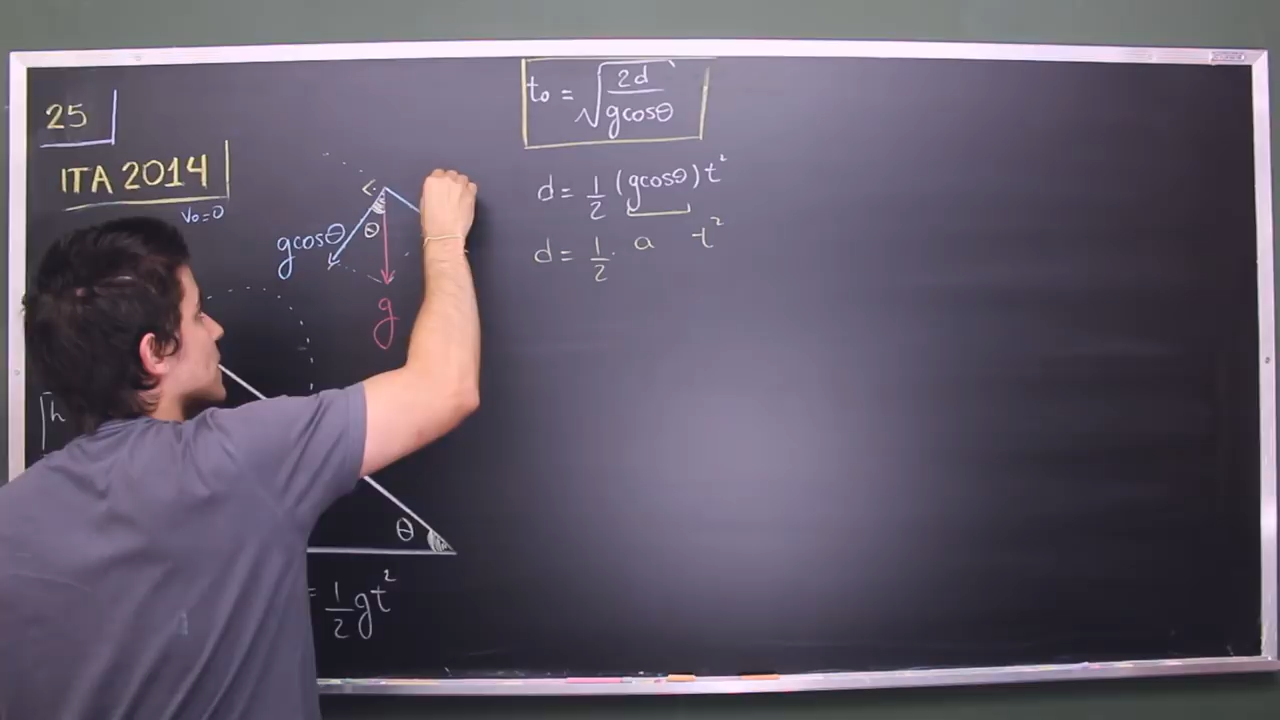 25
ITA 2014
V₀=0
t₀ = √(2d/gcosθ)
d = 1/2 (gcosθ) t²
d = 1/2 · a t²
gcosθ
θ
g
h
θ
= 1/2 gt²